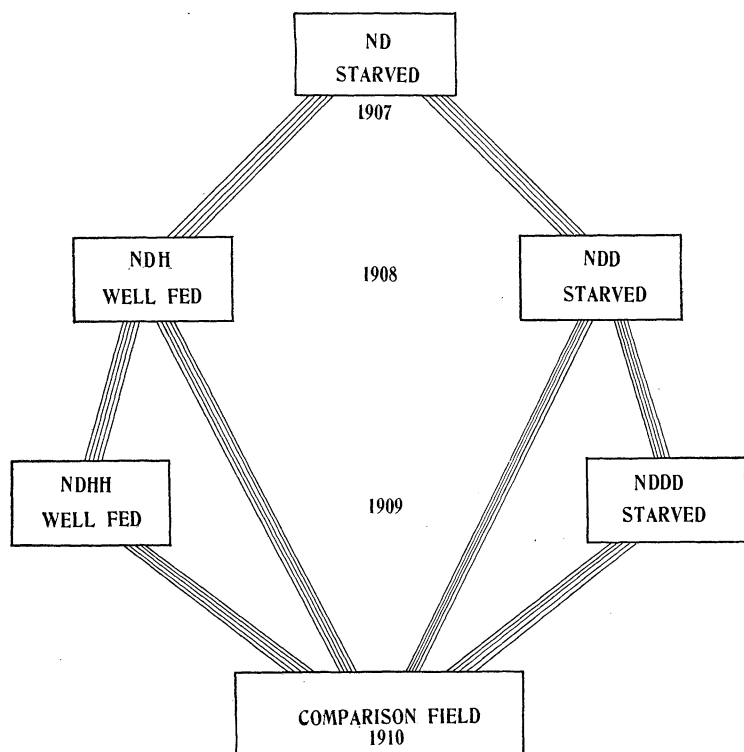 ND
STARVED
1907
NDH
WELL FED
1908
NDD
STARVED
NDHH
WELL FED
1909
NDDD
STARVED
COMPARISON FIELD
1910